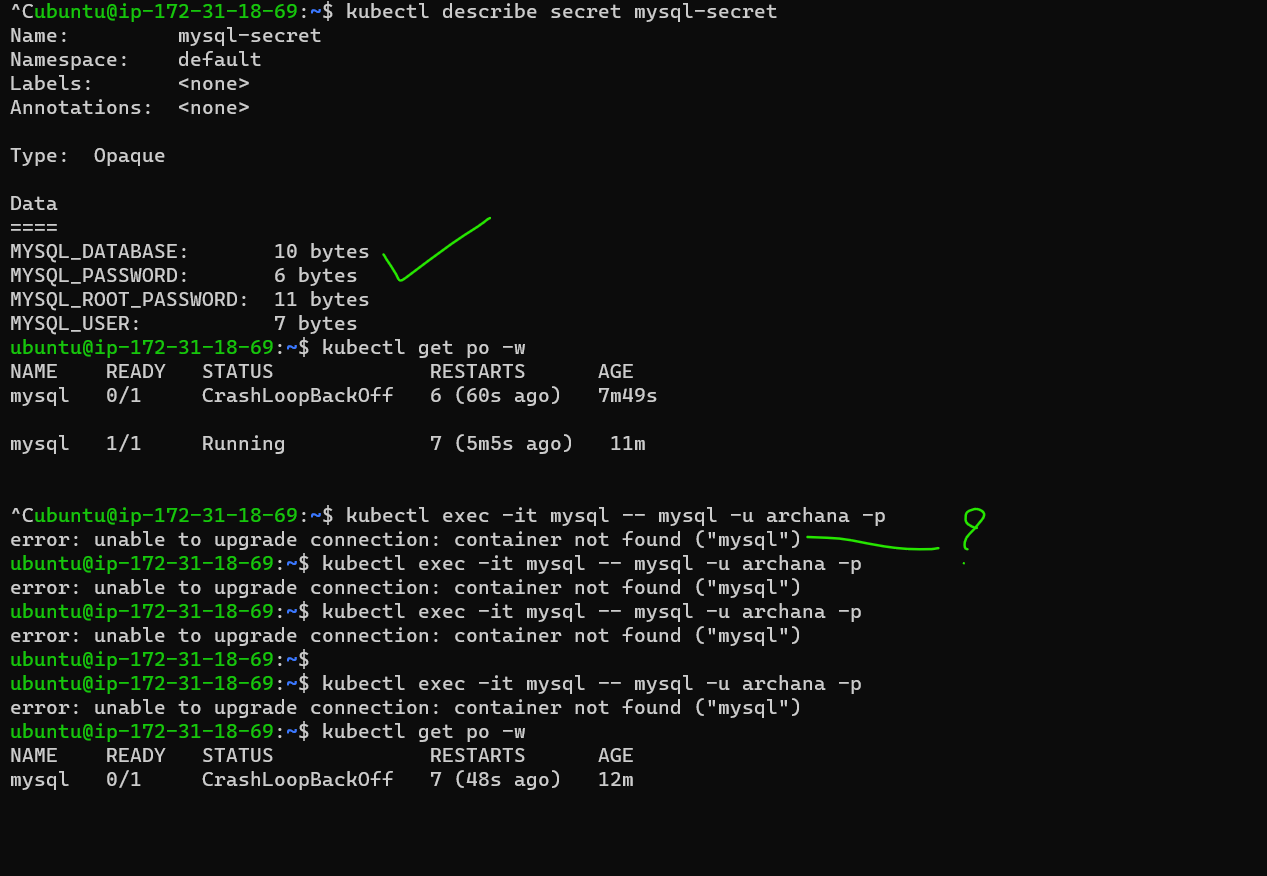 ^Cubuntu@ip-172-31-18-69:~$ kubectl describe secret mysql-secret
Name:         mysql-secret
Namespace:    default
Labels:       <none>
Annotations:  <none>

Type:  Opaque

Data
====
MYSQL_DATABASE:       10 bytes
MYSQL_PASSWORD:       6 bytes
MYSQL_ROOT_PASSWORD:  11 bytes
MYSQL_USER:           7 bytes
ubuntu@ip-172-31-18-69:~$ kubectl get po -w
NAME    READY   STATUS             RESTARTS      AGE
mysql   0/1     CrashLoopBackOff   6 (60s ago)   7m49s

mysql   1/1     Running            7 (5m5s ago)   11m

^Cubuntu@ip-172-31-18-69:~$ kubectl exec -it mysql -- mysql -u archana -p
error: unable to upgrade connection: container not found ("mysql") ?
ubuntu@ip-172-31-18-69:~$ kubectl exec -it mysql -- mysql -u archana -p
error: unable to upgrade connection: container not found ("mysql")
ubuntu@ip-172-31-18-69:~$ kubectl exec -it mysql -- mysql -u archana -p
error: unable to upgrade connection: container not found ("mysql")
ubuntu@ip-172-31-18-69:~$
ubuntu@ip-172-31-18-69:~$ kubectl exec -it mysql -- mysql -u archana -p
error: unable to upgrade connection: container not found ("mysql")
ubuntu@ip-172-31-18-69:~$ kubectl get po -w
NAME    READY   STATUS             RESTARTS      AGE
mysql   0/1     CrashLoopBackOff   7 (48s ago)   12m